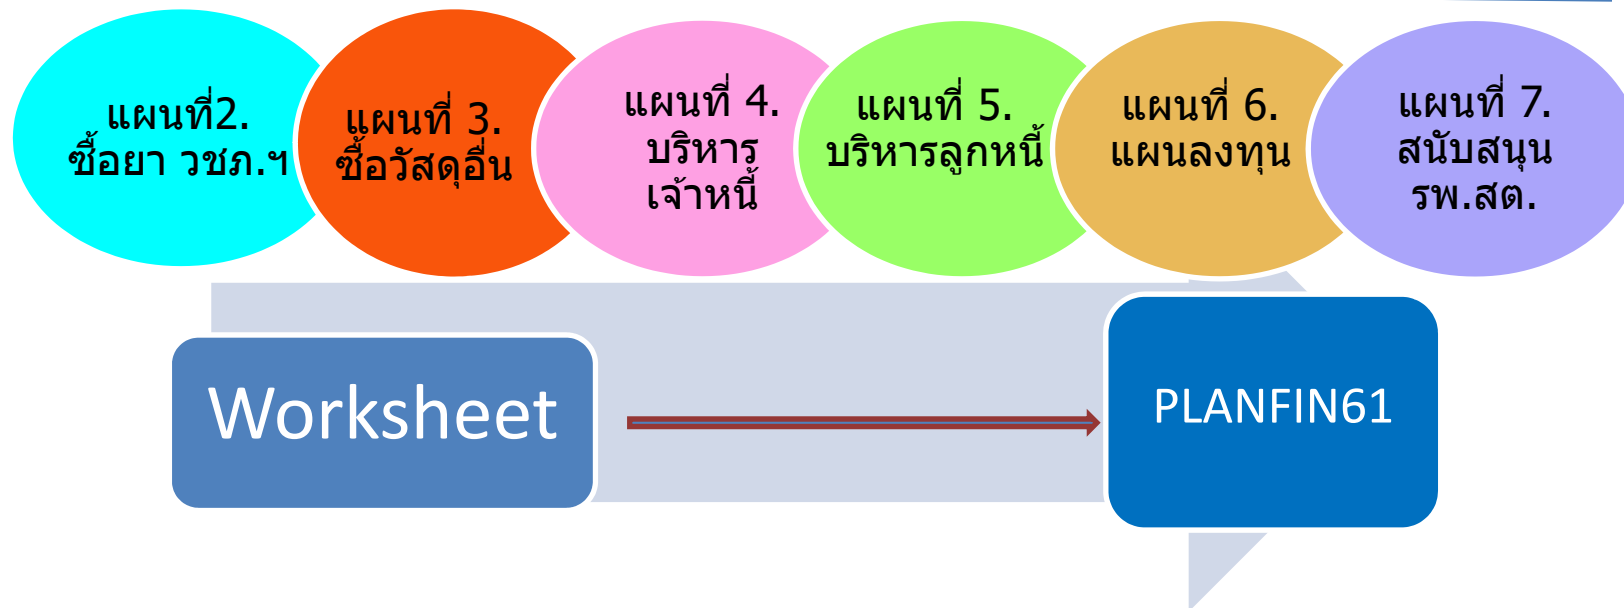 แผนที่2.
ซื้อยา วชภ.ฯ
แผนที่ 3.
ซื้อวัสดุอื่น
แผนที่ 4.
บริหาร
เจ้าหนี้
แผนที่ 5.
บริหารลูกหนี้
แผนที่ 6.
แผนลงทุน
แผนที่ 7.
สนับสนุน
รพ.สต.
Worksheet
PLANFIN61